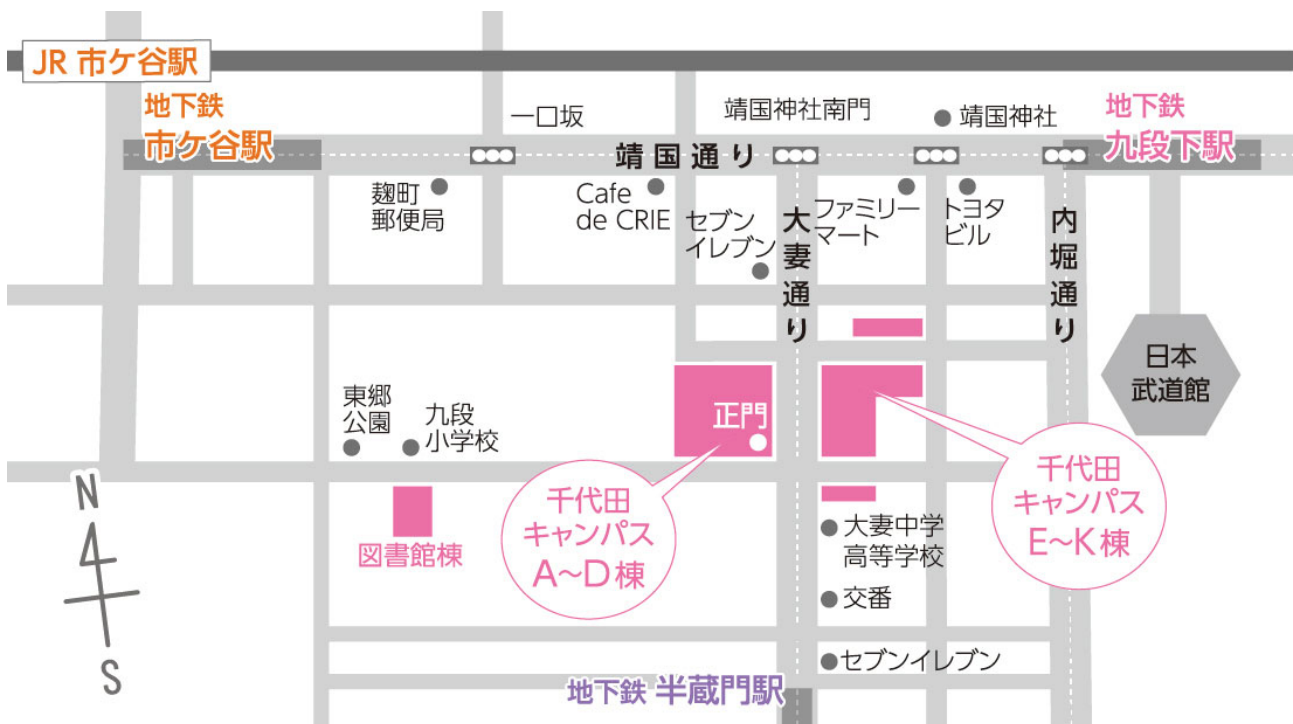 JR 市ケ谷駅
地下鉄
市ケ谷駅
一口坂
靖国神社南門
靖国神社
地下鉄
九段下駅
靖国通り
麹町
郵便局
Cafe
de CRIE
セブン
イレブン
大妻通り
ファミリー
マート
トヨタ
ビル
内堀通り
日本
武道館
東郷
公園
九段
小学校
正門
千代田
キャンパス
A〜D棟
千代田
キャンパス
E〜K棟
図書館棟
大妻中学
高等学校
交番
セブンイレブン
地下鉄 半蔵門駅
N
S